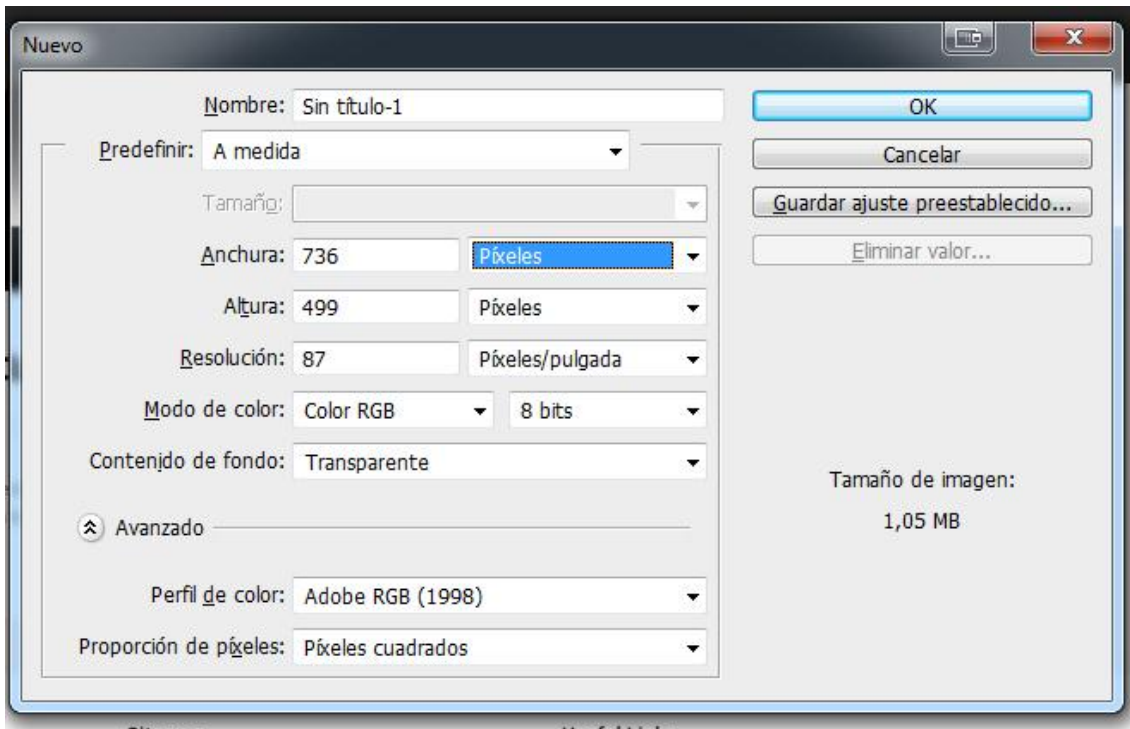 Nuevo
Nombre: Sin título-1
OK
Predefinir: A medida
Cancelar
Tamaño:
Guardar ajuste preestablecido...
Anchura: 736 Píxeles
Eliminar valor...
Altura: 499 Píxeles
Resolución: 87 Píxeles/pulgada
Modo de color: Color RGB 8 bits
Contenido de fondo: Transparente
Tamaño de imagen:
1,05 MB
Avanzado
Perfil de color: Adobe RGB (1998)
Proporción de píxeles: Píxeles cuadrados